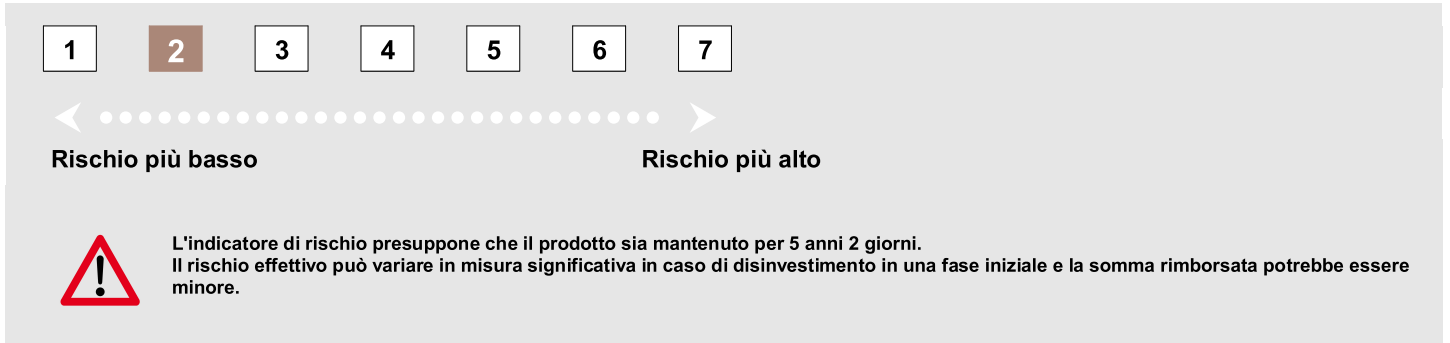 1 2 3 4 5 6 7
Rischio più basso Rischio più alto
L'indicatore di rischio presuppone che il prodotto sia mantenuto per 5 anni 2 giorni.
Il rischio effettivo può variare in misura significativa in caso di disinvestimento in una fase iniziale e la somma rimborsata potrebbe essere
minore.